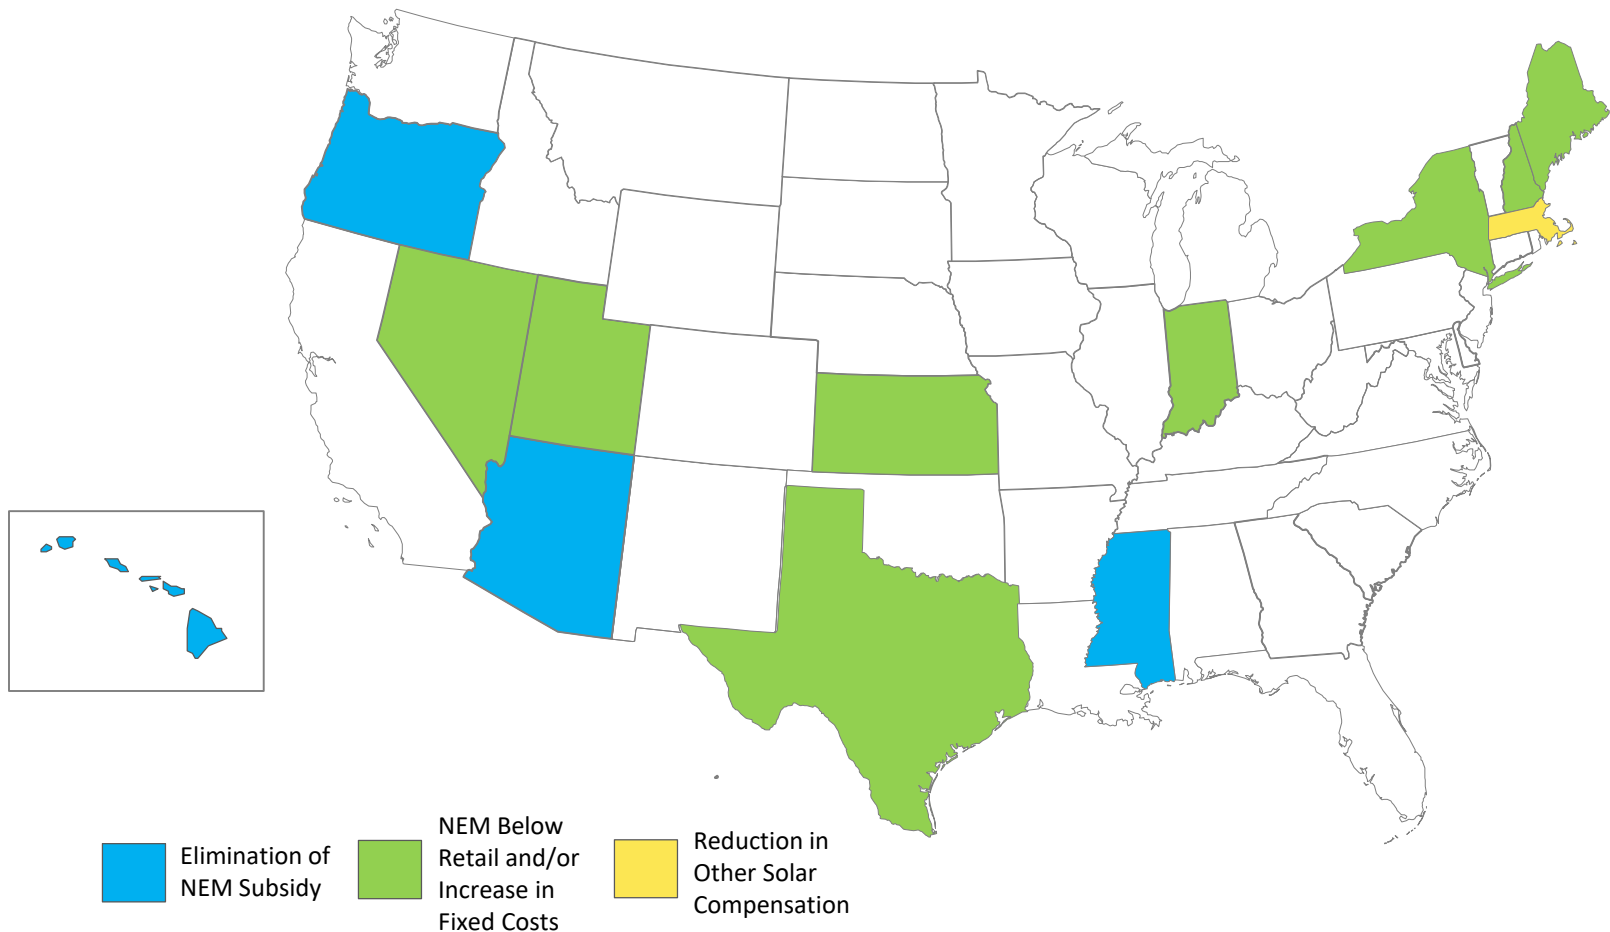 Elimination of
NEM Subsidy
NEM Below
Retail and/or
Increase in
Fixed Costs
Reduction in
Other Solar
Compensation